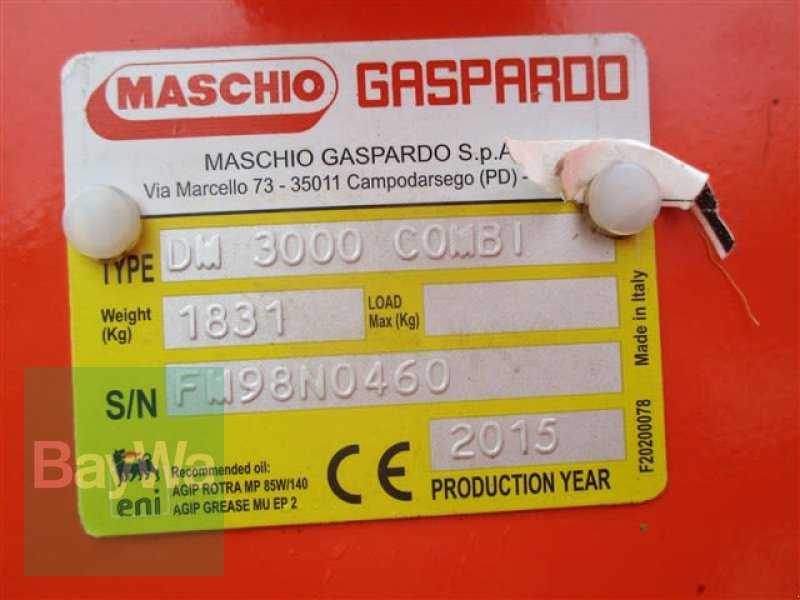 MASCHIO GASPARDO
MASCHIO GASPARDO S.p.A
Via Marcello 73 - 35011 Campodarsego (PD) -
TYPE DM 3000 COMBI
Weight (Kg) 1831 LOAD Max (Kg)
S/N FM98N0460
2015
PRODUCTION YEAR
CE
eni
Recommended oil:
AGIP ROTRA MP 85W/140
AGIP GREASE MU EP 2
F20200078 Made in Italy
BayWa